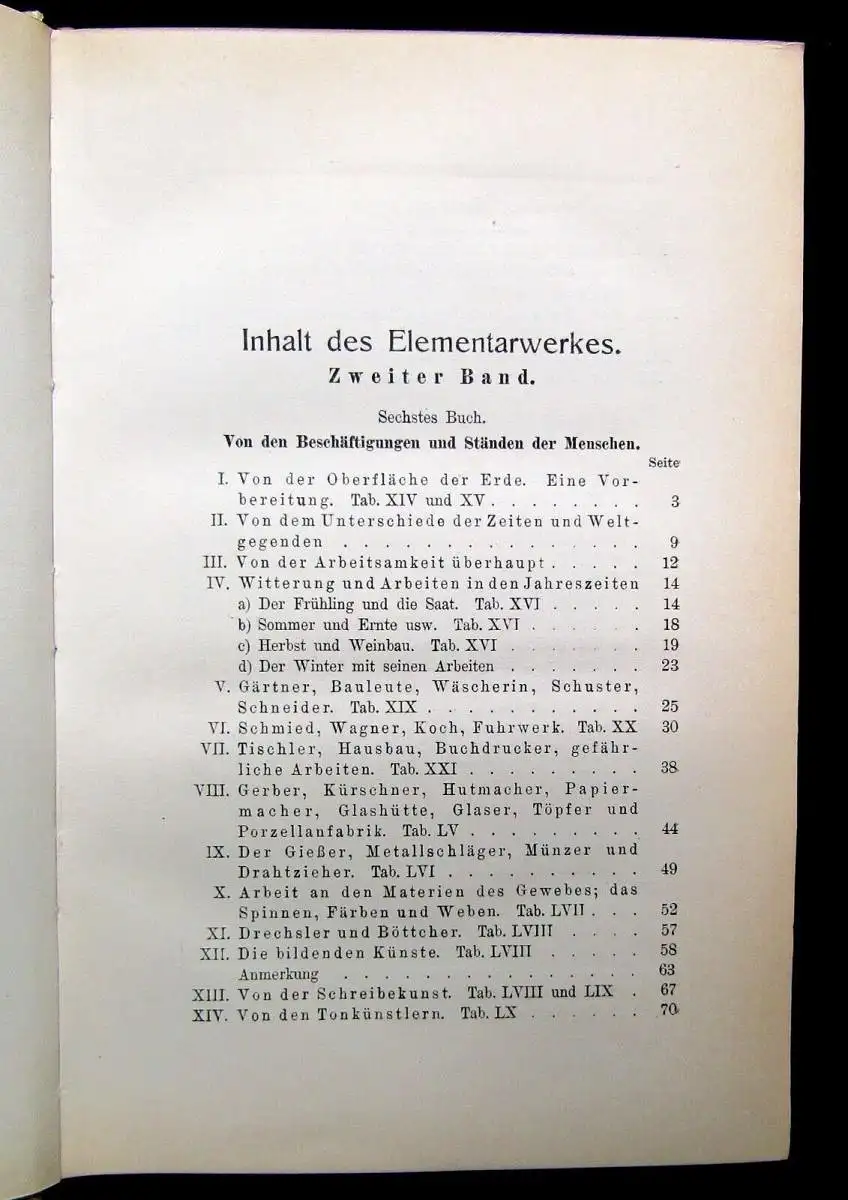 Inhalt des Elementarwerkes.
Zweiter Band.
Sechstes Buch.
Von den Beschäftigungen und Ständen der Menschen.
Seite
I. Von der Oberfläche der Erde. Eine Vor-
bereitung. Tab. XIV und XV . . . . . . . . 3
II. Von dem Unterschiede der Zeiten und Welt-
gegenden . . . . . . . . . . . . . . . 9
III. Von der Arbeitsamkeit überhaupt . . . . . 12
IV. Witterung und Arbeiten in den Jahreszeiten 14
a) Der Frühling und die Saat. Tab. XVI . . . . . 14
b) Sommer und Ernte usw. Tab. XVI . . . . . . 18
c) Herbst und Weinbau. Tab. XVI . . . . . . . 19
d) Der Winter mit seinen Arbeiten . . . . . . . 23
V. Gärtner, Bauleute, Wäscherin, Schuster,
Schneider. Tab. XIX . . . . . . . . . . . 25
VI. Schmied, Wagner, Koch, Fuhrwerk. Tab. XX 30
VII. Tischler, Hausbau, Buchdrucker, gefähr-
liche Arbeiten. Tab. XXI . . . . . . . . . 38
VIII. Gerber, Kürschner, Hutmacher, Papier-
macher, Glashütte, Glaser, Töpfer und
Porzellanfabrik. Tab. LV . . . . . . . . . 44
IX. Der Gießer, Metallschläger, Münzer und
Drahtzieher. Tab. LVI . . . . . . . . . . 49
X. Arbeit an den Materien des Gewebes; das
Spinnen, Färben und Weben. Tab. LVII . . . 52
XI. Drechsler und Böttcher. Tab. LVIII . . . . 57
XII. Die bildenden Künste. Tab. LVIII . . . . . 58
Anmerkung . . . . . . . . . . . . . . . 63
XIII. Von der Schreibekunst. Tab. LVIII und LIX . 67
XIV. Von den Tonkünstlern. Tab. LX . . . . . . 70